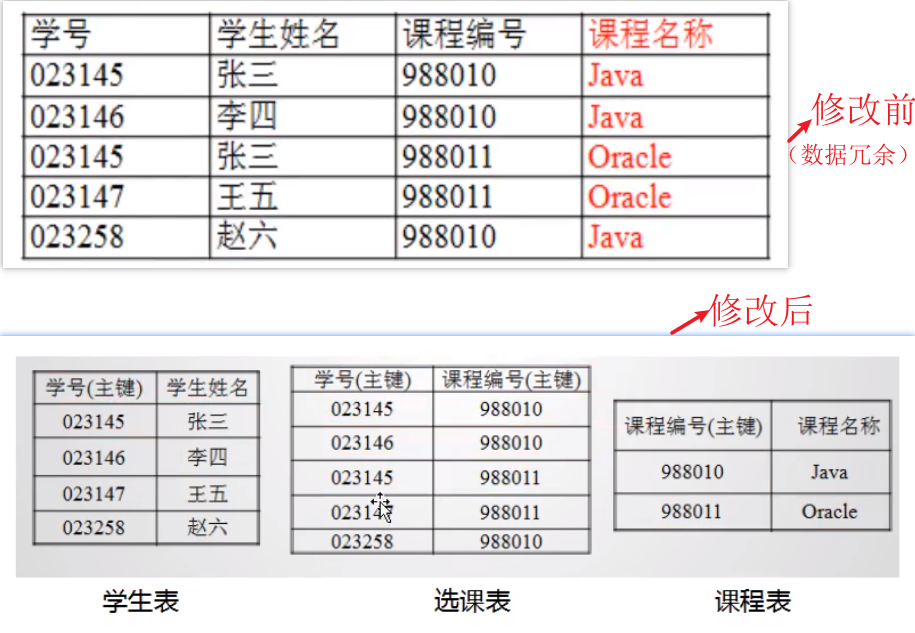 学号 学生姓名 课程编号 课程名称
023145 张三 988010 Java
023146 李四 988010 Java
023145 张三 988011 Oracle
023147 王五 988011 Oracle
023258 赵六 988010 Java
修改前
（数据冗余）
修改后
学号(主键) 学生姓名
023145 张三
023146 李四
023147 王五
023258 赵六
学号(主键) 课程编号(主键)
023145 988010
023146 988010
023145 988011
023147 988011
023258 988010
课程编号(主键) 课程名称
988010 Java
988011 Oracle
学生表 选课表 课程表